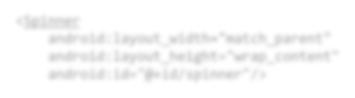 <Spinner
android:layout_width="match_parent"
android:layout_height="wrap_content"
android:id="@+id/spinner"/>